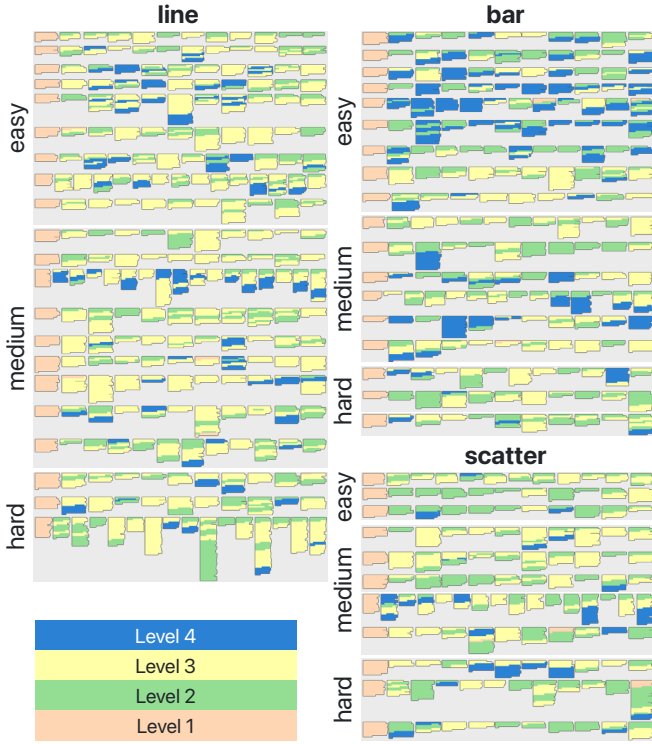 line
easy
medium
hard
bar
easy
medium
hard
scatter
easy
medium
hard
Level 4
Level 3
Level 2
Level 1